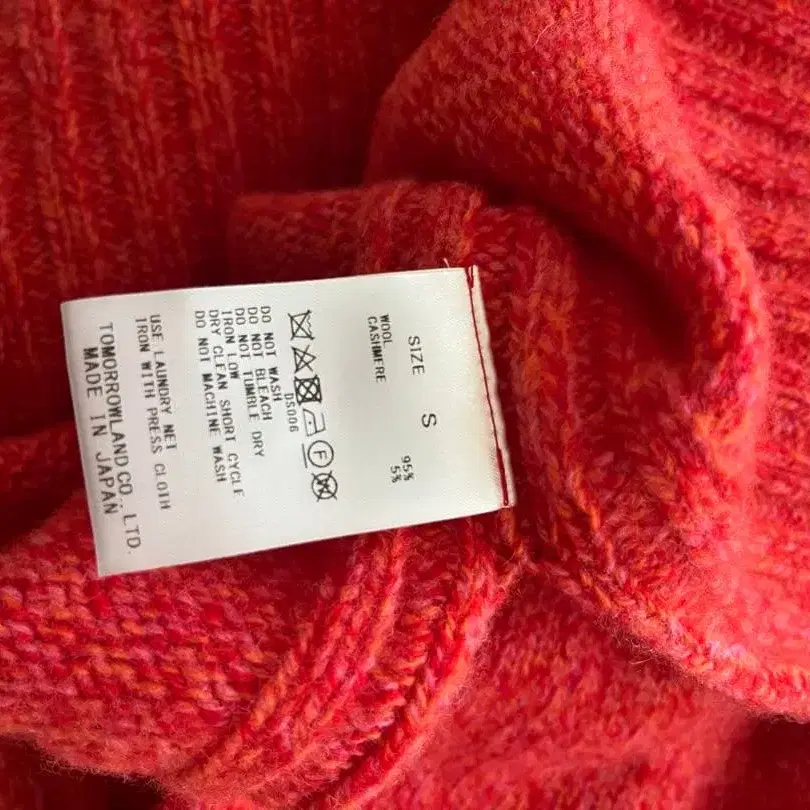 SIZE S
WOOL 95%
CASHMERE 5%
F
DS006
DO NOT WASH
DO NOT BLEACH
DO NOT TUMBLE DRY
IRON LOW
DRY CLEAN SHORT CYCLE
DO NOT MACHINE WASH
USE LAUNDRY NET
IRON WITH PRESS CLOTH
TOMORROWLAND CO., LTD.
MADE IN JAPAN